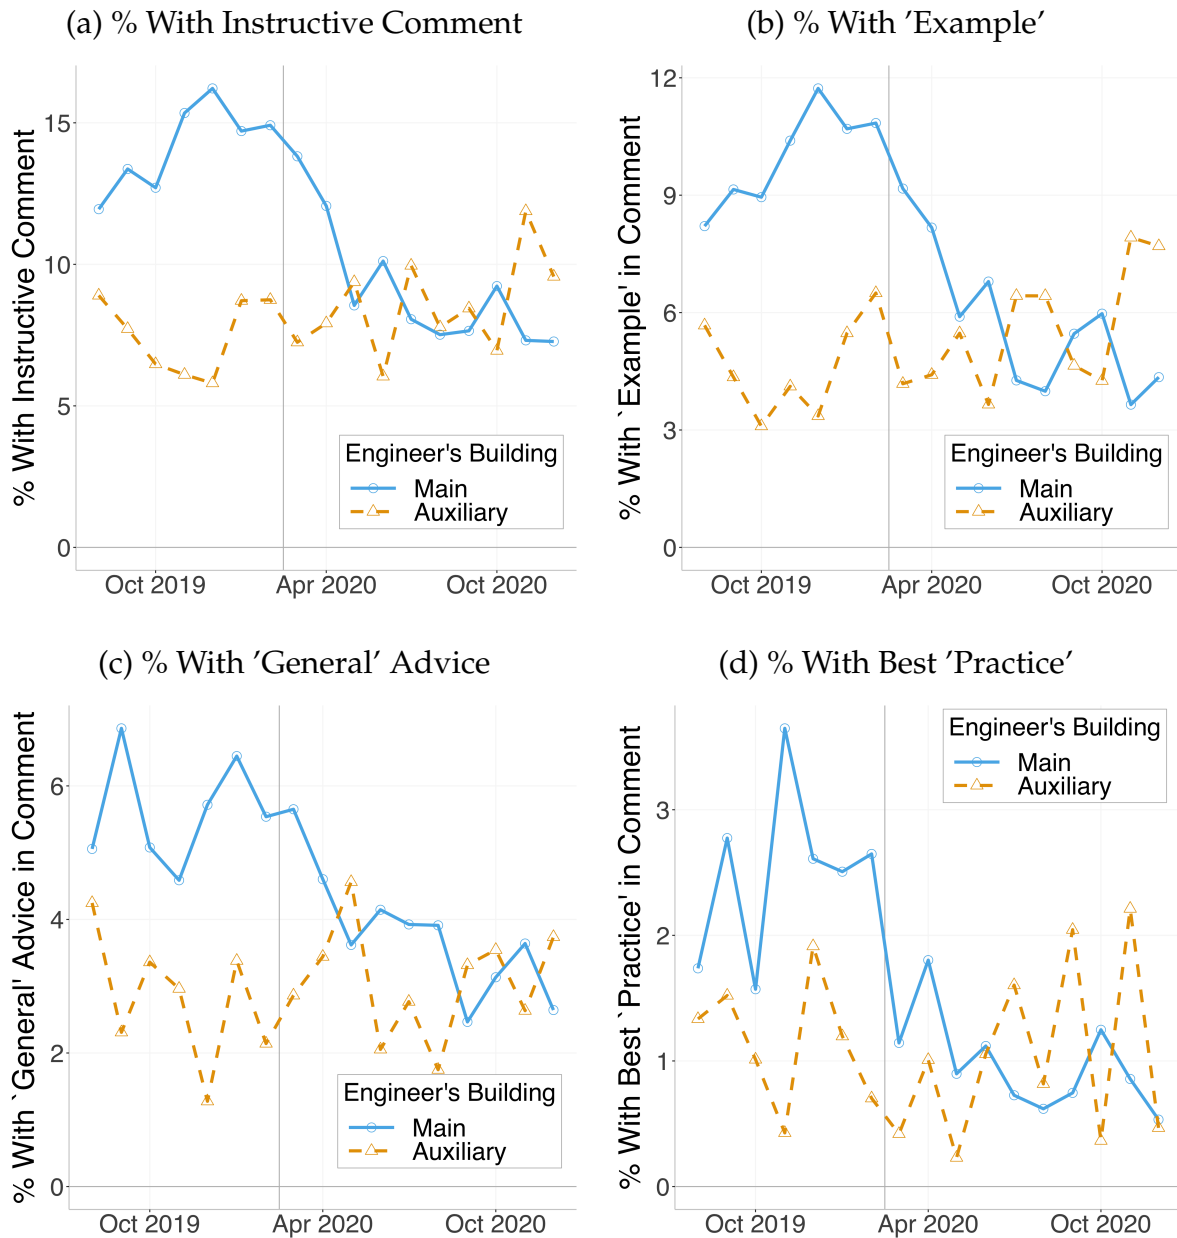 (a) % With Instructive Comment
% With Instructive Comment
15
10
5
0
Oct 2019
Apr 2020
Oct 2020
Engineer's Building
Main
Auxiliary
(b) % With ’Example’
% With `Example' in Comment
12
9
6
3
0
Oct 2019
Apr 2020
Oct 2020
Engineer's Building
Main
Auxiliary
(c) % With ’General’ Advice
% With `General' Advice in Comment
6
4
2
0
Oct 2019
Apr 2020
Oct 2020
Engineer's Building
Main
Auxiliary
(d) % With Best ’Practice’
% With Best `Practice' in Comment
3
2
1
0
Oct 2019
Apr 2020
Oct 2020
Engineer's Building
Main
Auxiliary